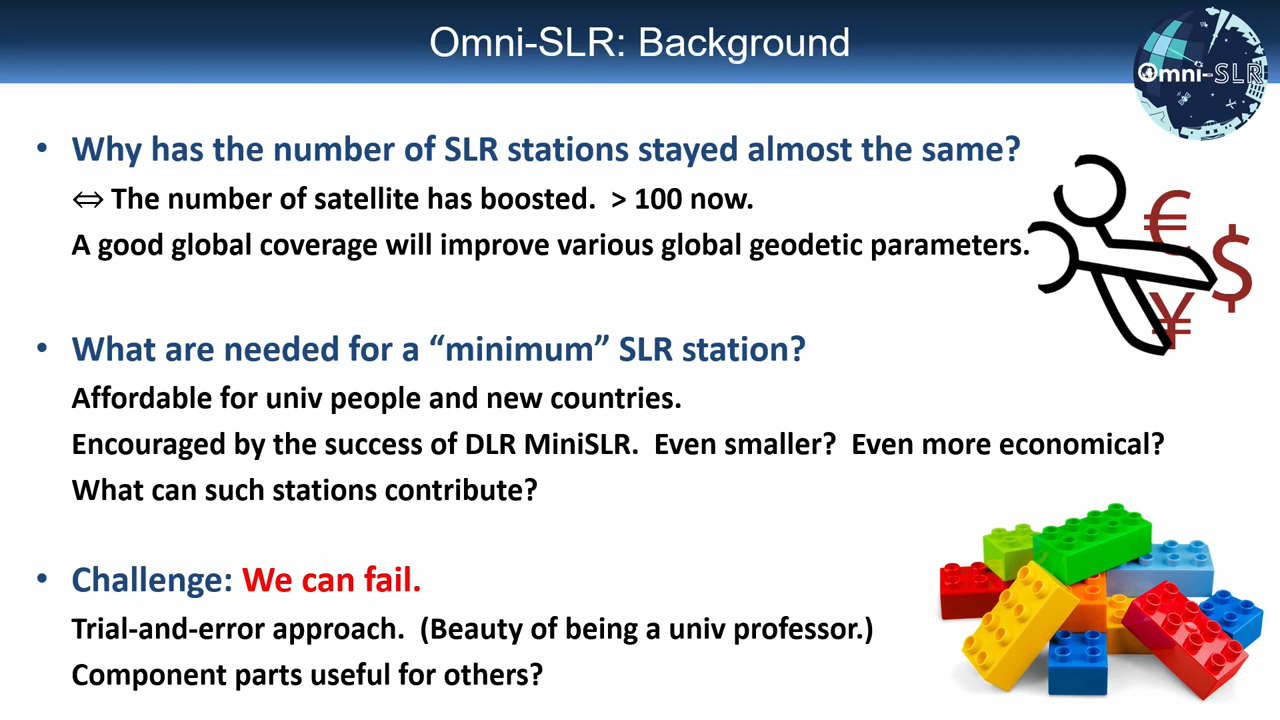 Omni-SLR: Background
Omni-SLR
• Why has the number of SLR stations stayed almost the same?
⇔ The number of satellite has boosted.  > 100 now.
A good global coverage will improve various global geodetic parameters.
€
$
¥
• What are needed for a “minimum” SLR station?
Affordable for univ people and new countries.
Encouraged by the success of DLR MiniSLR.  Even smaller?  Even more economical?
What can such stations contribute?
• Challenge: We can fail.
Trial-and-error approach.  (Beauty of being a univ professor.)
Component parts useful for others?